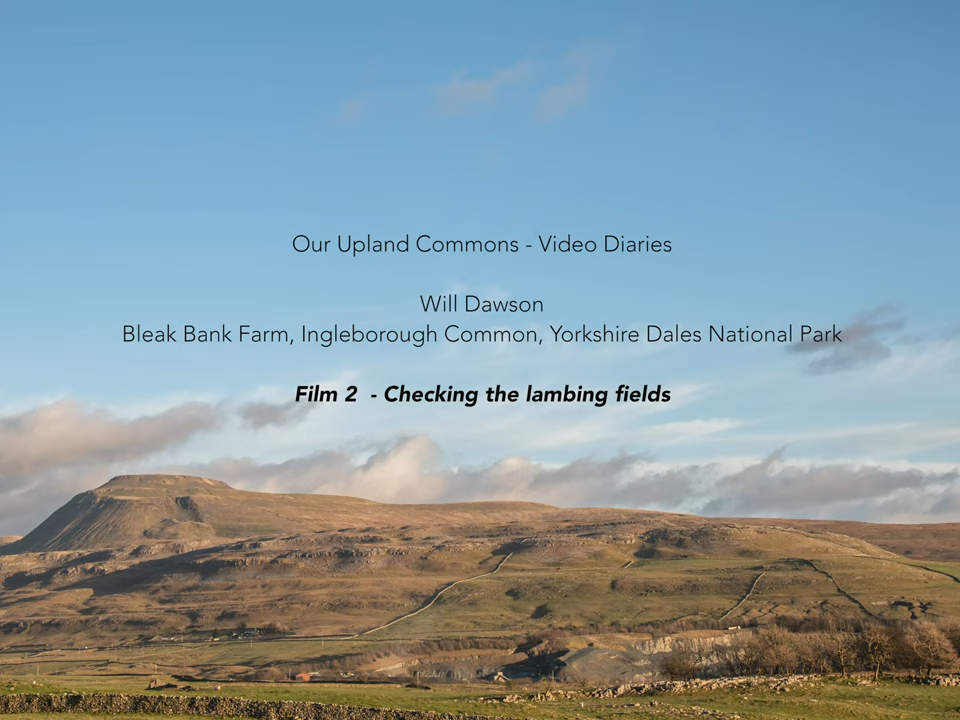 Our Upland Commons - Video Diaries
Will Dawson
Bleak Bank Farm, Ingleborough Common, Yorkshire Dales National Park
Film 2 - Checking the lambing fields